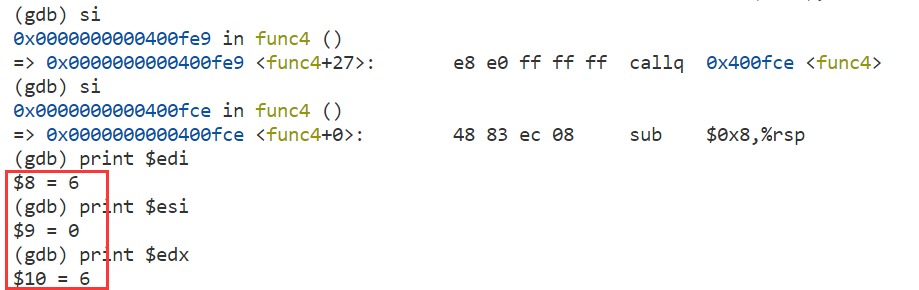 (gdb) si
0x0000000000400fe9 in func4 ()
=> 0x0000000000400fe9 <func4+27>: e8 e0 ff ff ff callq 0x400fce <func4>
(gdb) si
0x0000000000400fce in func4 ()
=> 0x0000000000400fce <func4+0>: 48 83 ec 08 sub $0x8,%rsp
(gdb) print $edi
$8 = 6
(gdb) print $esi
$9 = 0
(gdb) print $edx
$10 = 6